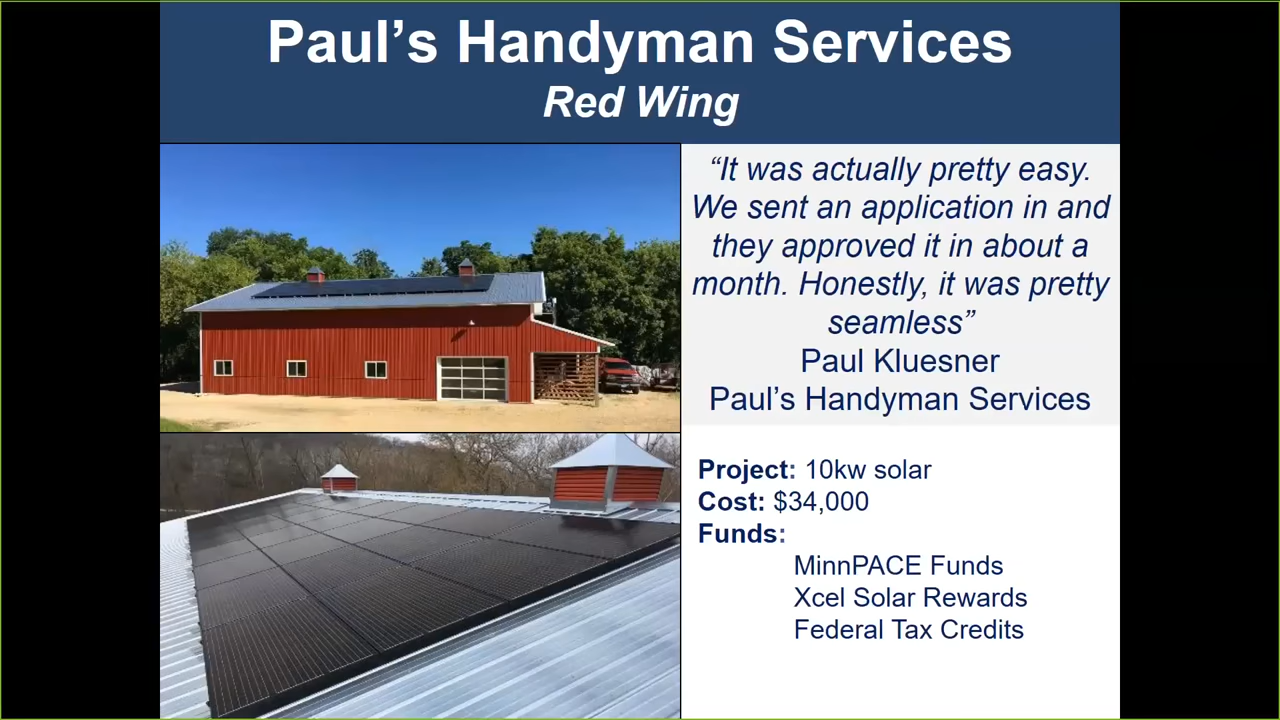 Paul’s Handyman Services
Red Wing
“It was actually pretty easy.
We sent an application in and
they approved it in about a
month. Honestly, it was pretty
seamless”
Paul Kluesner
Paul’s Handyman Services
Project: 10kw solar
Cost: $34,000
Funds:
MinnPACE Funds
Xcel Solar Rewards
Federal Tax Credits